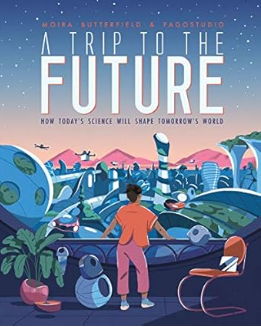 MOIRA BUTTERFIELD & PAGOSTUDIO
A TRIP TO THE
FUTURE
HOW TODAY'S SCIENCE WILL SHAPE TOMORROW'S WORLD